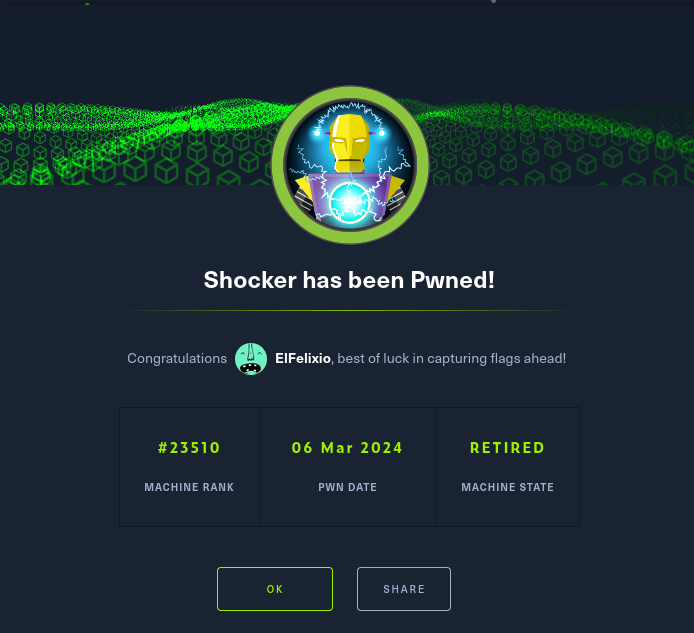 Shocker has been Pwned!
Congratulations ElFelixio, best of luck in capturing flags ahead!
#23510 06 Mar 2024 RETIRED
MACHINE RANK PWN DATE MACHINE STATE
OK SHARE